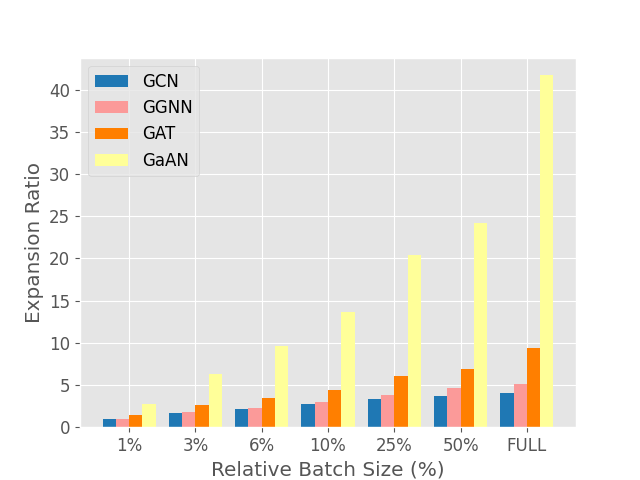 GCN
GGNN
GAT
GaAN
Expansion Ratio
40
35
30
25
20
15
10
5
0
1% 3% 6% 10% 25% 50% FULL
Relative Batch Size (%)